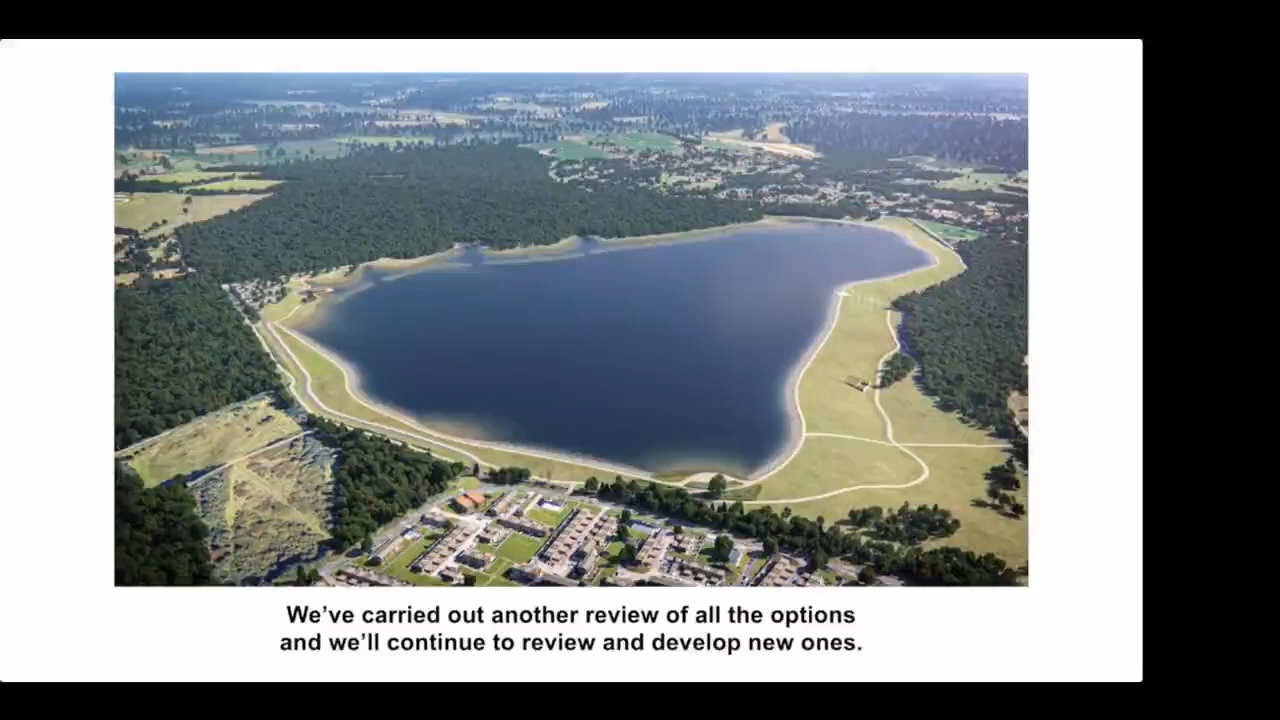 We’ve carried out another review of all the options
and we’ll continue to review and develop new ones.